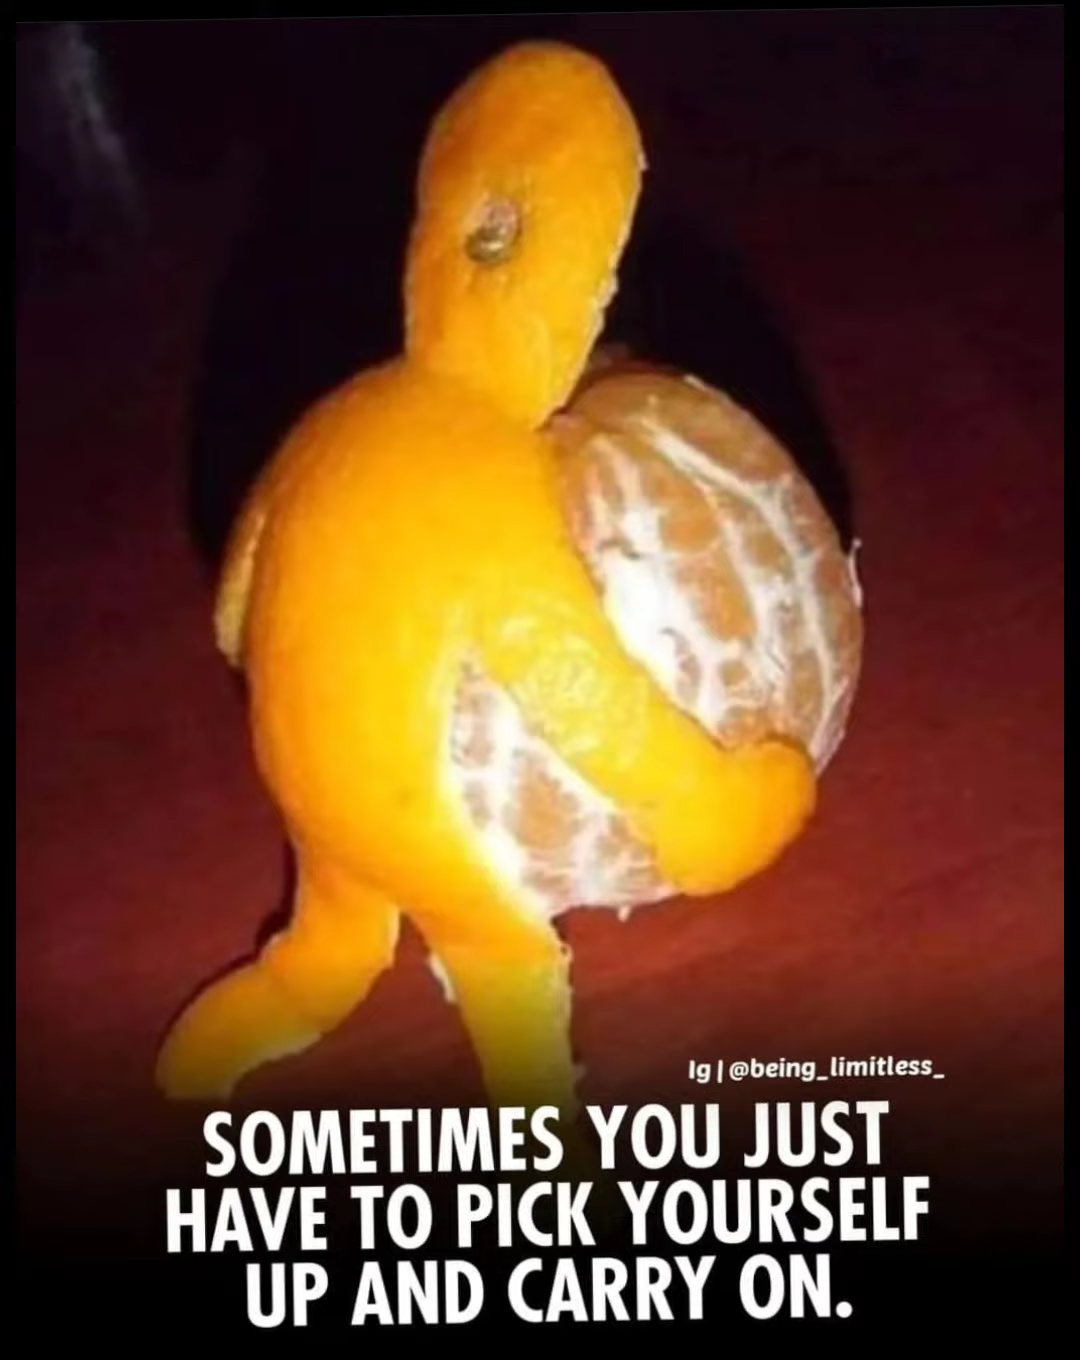 Ig | @being_limitless_
SOMETIMES YOU JUST
HAVE TO PICK YOURSELF
UP AND CARRY ON.